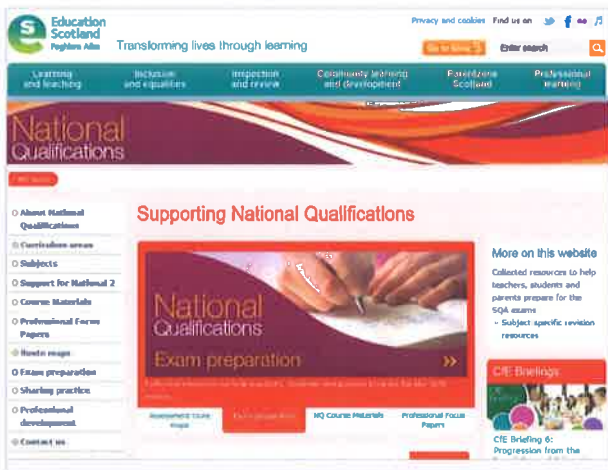 Education
Scotland
Foghlam Alba
Transforming lives through learning
Privacy and cookies Find us on
Enter search
Learning
and teaching
Inclusion
and equalities
Inspection
and review
Community learning
and development
Parentzone
Scotland
Professional
learning
National
Qualifications
About National
Qualifications
Curriculum areas
Subjects
Support for National 2
Course Materials
Professional Focus
Papers
Route maps
Exam preparation
Sharing practice
Professional
development
Contact us
Supporting National Qualifications
National
Qualifications
Exam preparation
Assessment
maps
Exam preparation
NQ Course Materials
Professional Focus
Papers
More on this website
Collected resources to help
teachers, students and
parents prepare for the
SQA exams
Subject specific revision
resources
CfE Briefings
CfE Briefing 6:
Progression from the